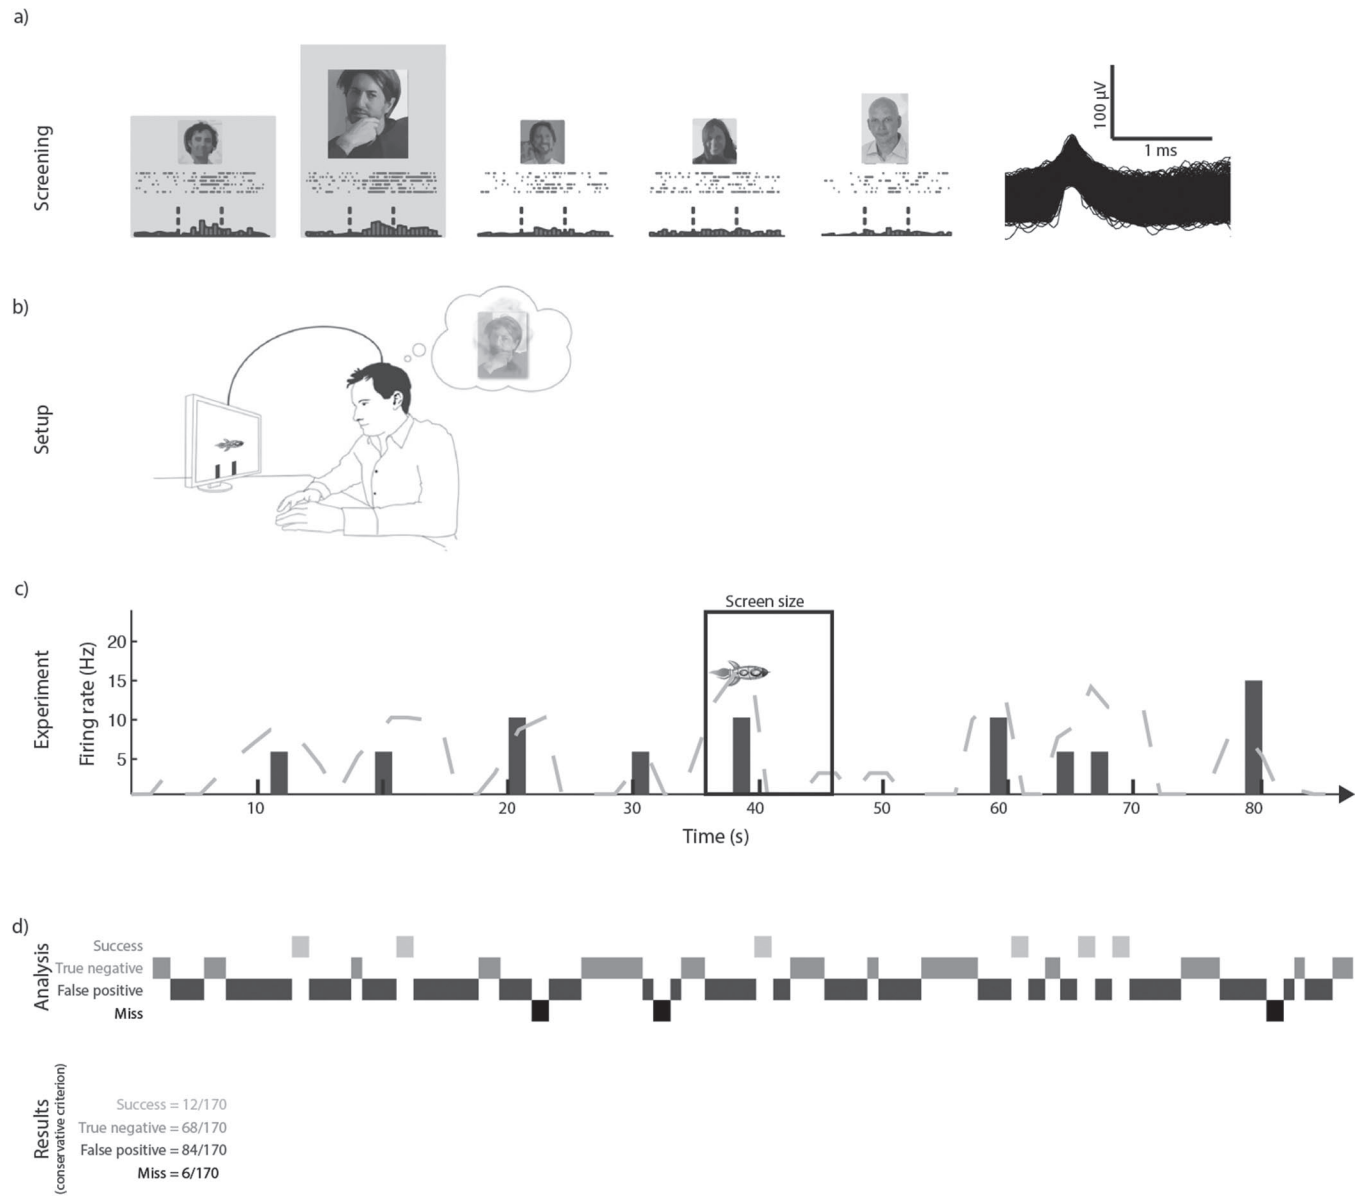 a)
Screening
100 µV
1 ms
b)
Setup
c)
Experiment
Firing rate (Hz)
20
15
10
5
Screen size
10
20
30
40
50
60
70
80
Time (s)
d)
Analysis
Success
True negative
False positive
Miss
Results
(conservative criterion)
Success = 12/170
True negative = 68/170
False positive = 84/170
Miss = 6/170